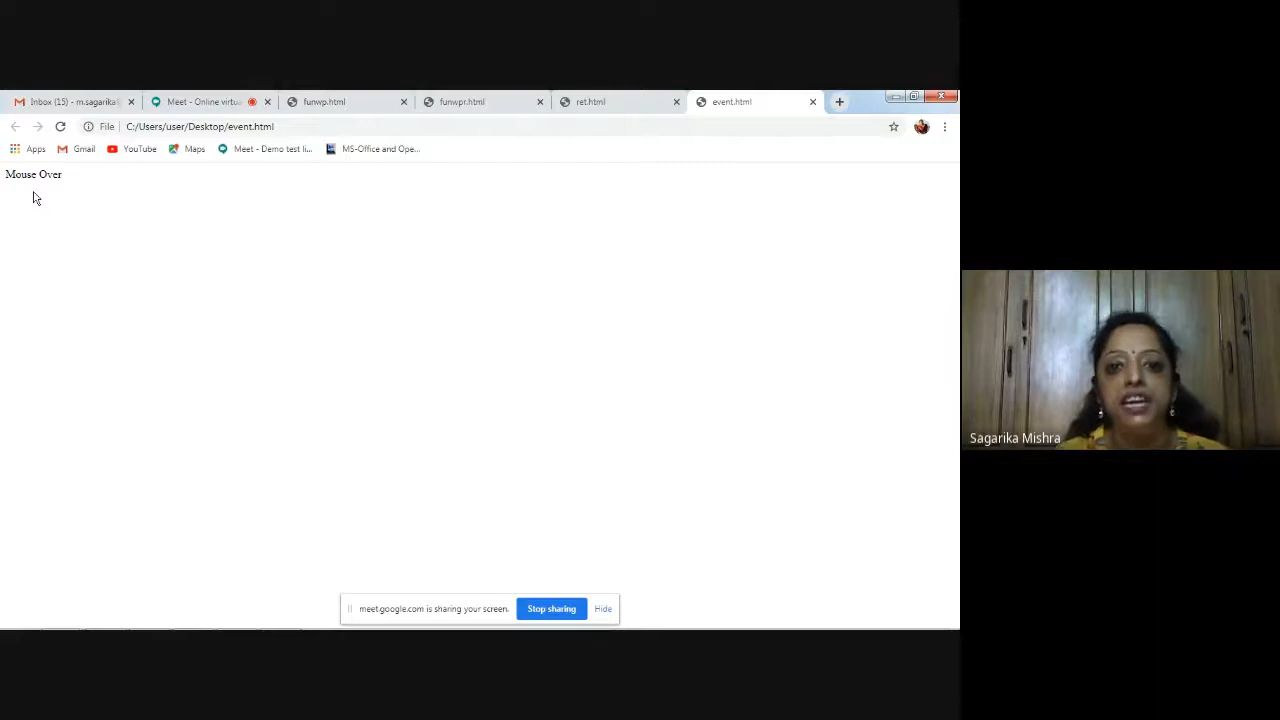 Inbox (15) - m.sagarika@
Meet - Online virtu
funwp.html
funwpr.html
ret.html
event.html
File
C:/Users/user/Desktop/event.html
Apps
Gmail
YouTube
Maps
Meet - Demo test li...
MS-Office and Ope...
Mouse Over
Sagarika Mishra
meet.google.com is sharing your screen.
Stop sharing
Hide